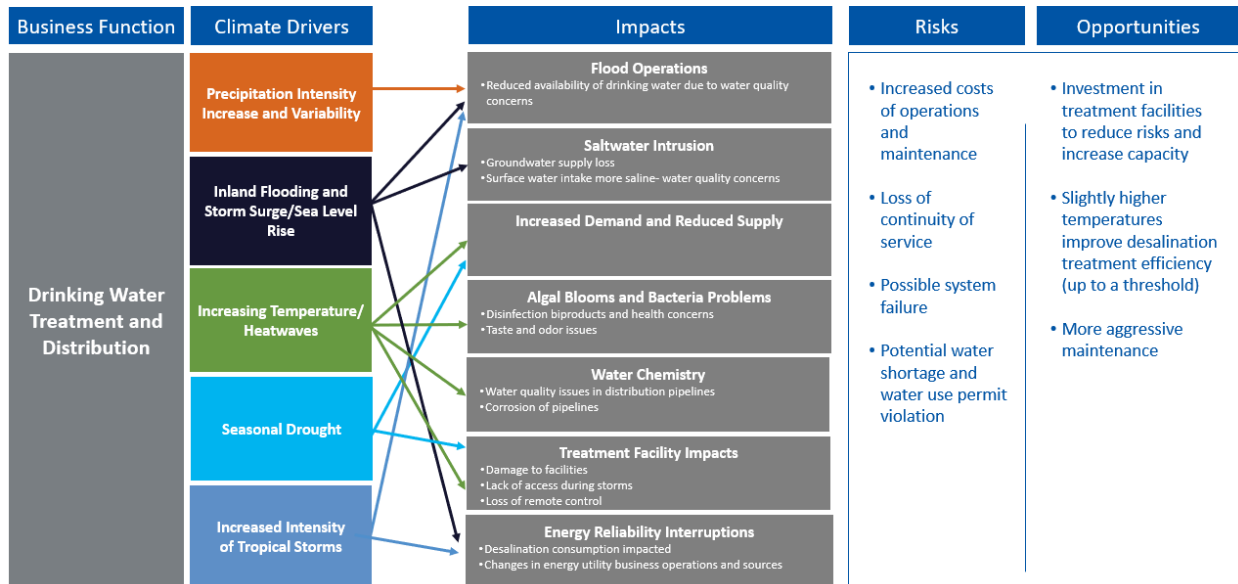 Business Function
Climate Drivers
Impacts
Risks
Opportunities
Drinking Water
Treatment and
Distribution
Precipitation Intensity
Increase and Variability
Inland Flooding and
Storm Surge/Sea Level
Rise
Increasing Temperature/
Heatwaves
Seasonal Drought
Increased Intensity
of Tropical Storms
Flood Operations
•Reduced availability of drinking water due to water quality
concerns
Saltwater Intrusion
•Groundwater supply loss
•Surface water intake more saline- water quality concerns
Increased Demand and Reduced Supply
Algal Blooms and Bacteria Problems
•Disinfection biproducts and health concerns
•Taste and odor issues
Water Chemistry
•Water quality issues in distribution pipelines
•Corrosion of pipelines
Treatment Facility Impacts
•Damage to facilities
•Lack of access during storms
•Loss of remote control
Energy Reliability Interruptions
•Desalination consumption impacted
•Changes in energy utility business operations and sources
• Increased costs
of operations
and
maintenance
• Loss of
continuity of
service
• Possible system
failure
• Potential water
shortage and
water use permit
violation
• Investment in
treatment facilities
to reduce risks and
increase capacity
• Slightly higher
temperatures
improve desalination
treatment efficiency
(up to a threshold)
• More aggressive
maintenance